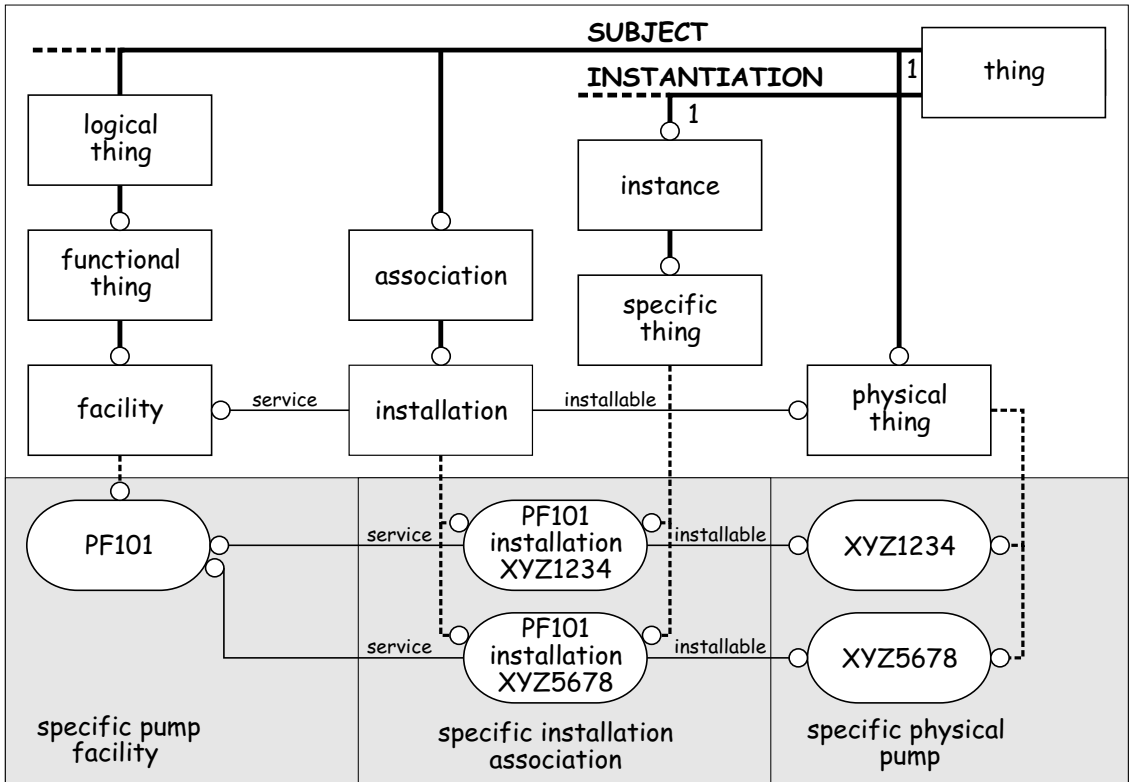 SUBJECT
1
thing
INSTANTIATION
1
logical
thing
instance
functional
thing
association
specific
thing
facility
service
installation
installable
physical
thing
PF101
service
PF101
installation
XYZ1234
installable
XYZ1234
service
PF101
installation
XYZ5678
installable
XYZ5678
specific pump
facility
specific installation
association
specific physical
pump